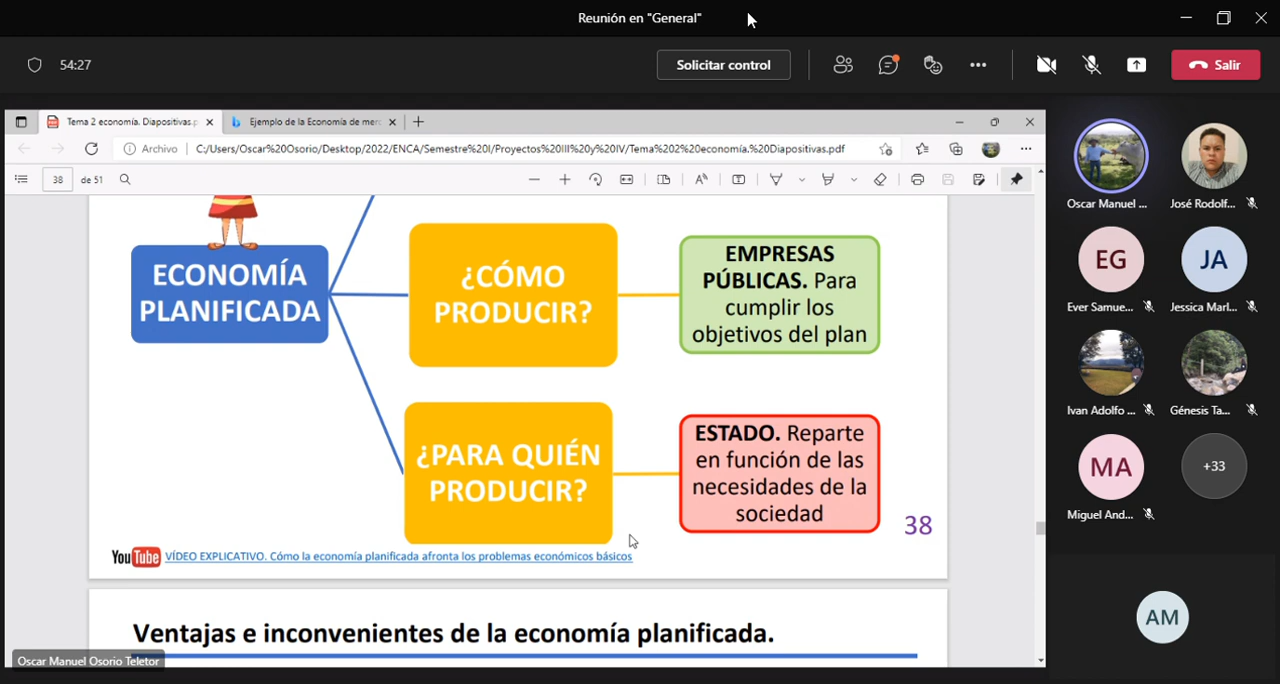 Reunión en "General"
54:27
Solicitar control
Salir
Tema 2 economía. Diapositivas.p
Ejemplo de la Economía de merc
Archivo
C:/Users/Oscar%20Osorio/Desktop/2022/ENCA/Semestre%20I/Proyectos%20III%20y%20IV/Tema%202%20economía.%20Diapositivas.pdf
38
de 51
ECONOMÍA
PLANIFICADA
¿CÓMO
PRODUCIR?
EMPRESAS
PÚBLICAS. Para
cumplir los
objetivos del plan
¿PARA QUIÉN
PRODUCIR?
ESTADO. Reparte
en función de las
necesidades de la
sociedad
38
YouTube VÍDEO EXPLICATIVO. Cómo la economía planificada afronta los problemas económicos básicos
Ventajas e inconvenientes de la economía planificada.
Oscar Manuel Osorio Teletor
Oscar Manuel ...
José Rodolf...
EG
JA
Ever Samue...
Jessica Marl...
Ivan Adolfo ...
Génesis Ta...
MA
+33
Miguel And...
AM